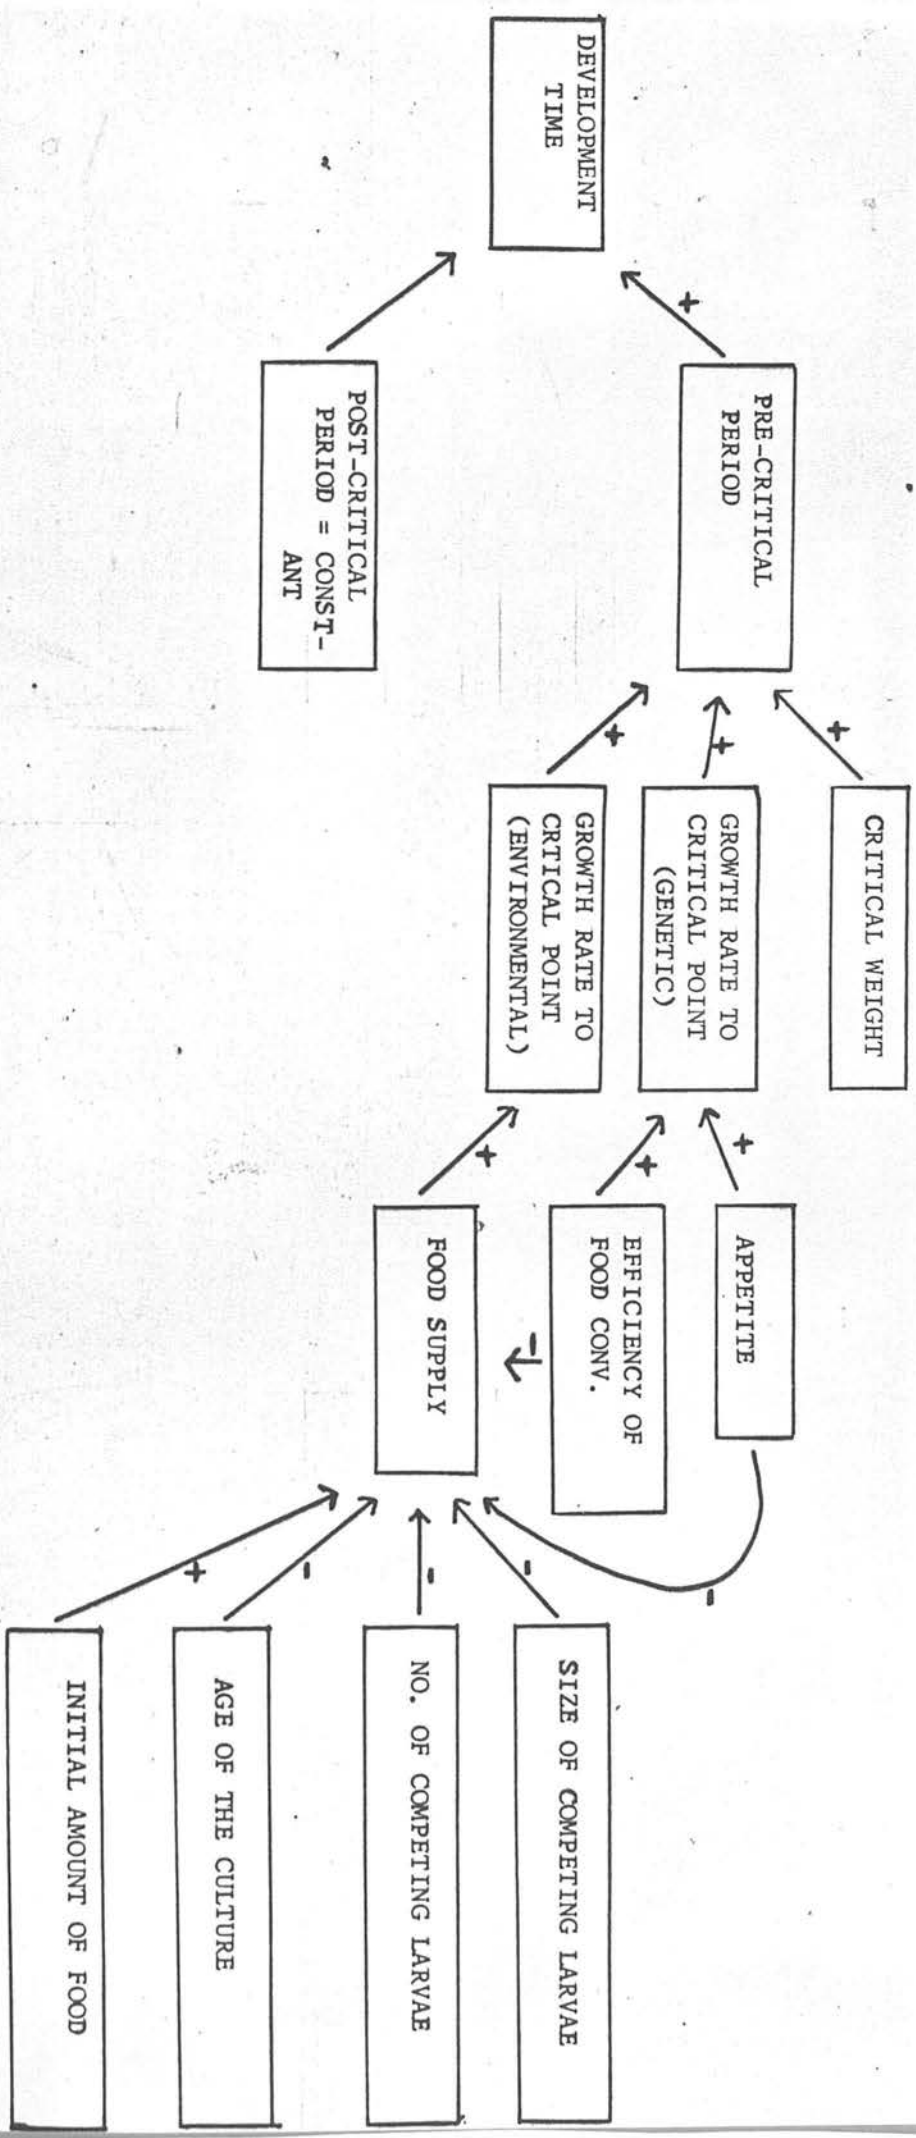 DEVELOPMENT
TIME
PRE-CRITICAL
PERIOD
POST-CRITICAL
PERIOD = CONST-
ANT
+
CRITICAL WEIGHT
GROWTH RATE TO
CRITICAL POINT
(GENETIC)
GROWTH RATE TO
CRTICAL POINT
(ENVIRONMENTAL)
+
+
+
APPETITE
EFFICIENCY OF
FOOD CONV.
FOOD SUPPLY
+
+
+
-
-
SIZE OF COMPETING LARVAE
NO. OF COMPETING LARVAE
AGE OF THE CULTURE
INITIAL AMOUNT OF FOOD
-
-
-
+